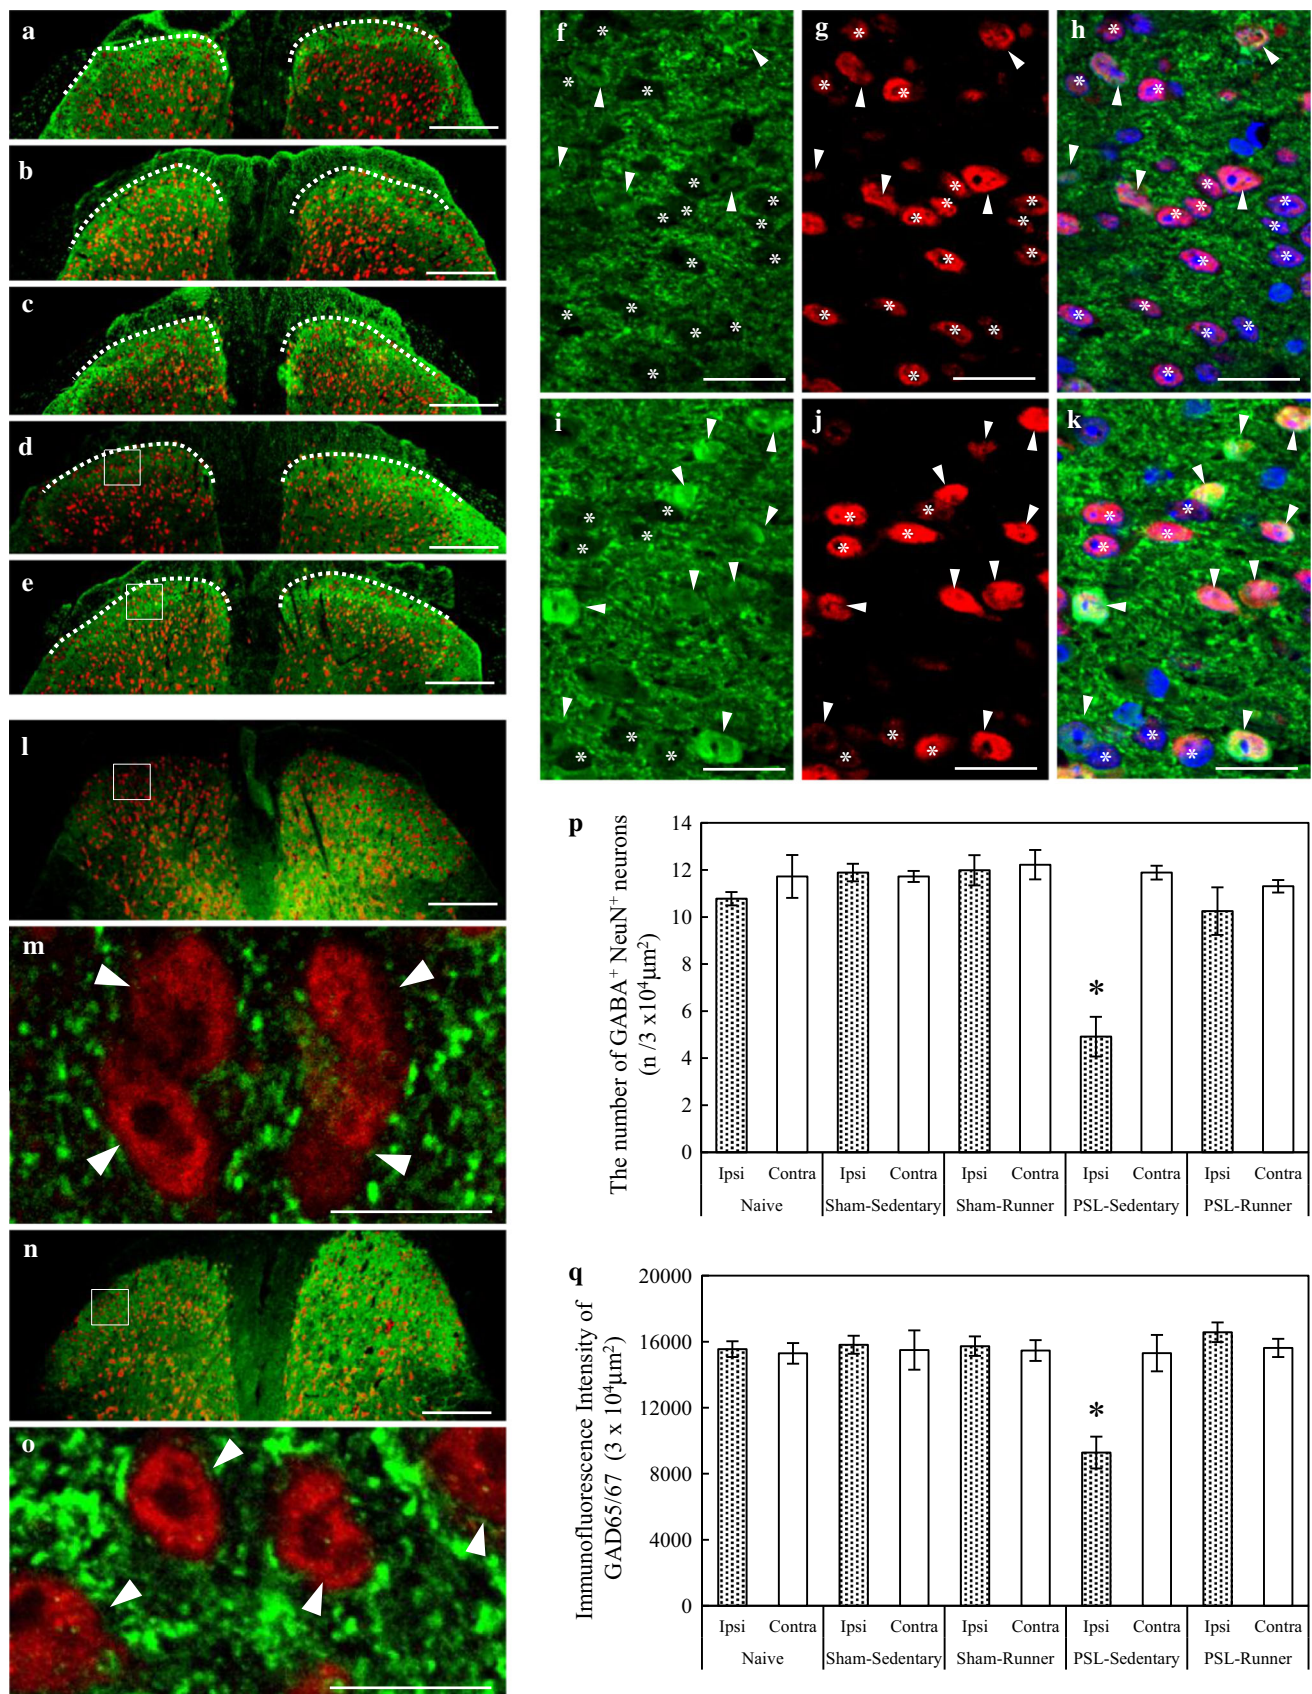 a
b
c
d
e
f
g
h
i
j
k
l
m
n
o
p
The number of GABA⁺ NeuN⁺ neurons
(n /3 x10⁴μm²)
14
12
10
8
6
4
2
0
*
Ipsi Contra Ipsi Contra Ipsi Contra Ipsi Contra Ipsi Contra
Naive Sham-Sedentary Sham-Runner PSL-Sedentary PSL-Runner
q
Immunofluorescence Intensity of
GAD65/67 (3 x 10⁴μm²)
20000
16000
12000
8000
4000
0
*
Ipsi Contra Ipsi Contra Ipsi Contra Ipsi Contra Ipsi Contra
Naive Sham-Sedentary Sham-Runner PSL-Sedentary PSL-Runner